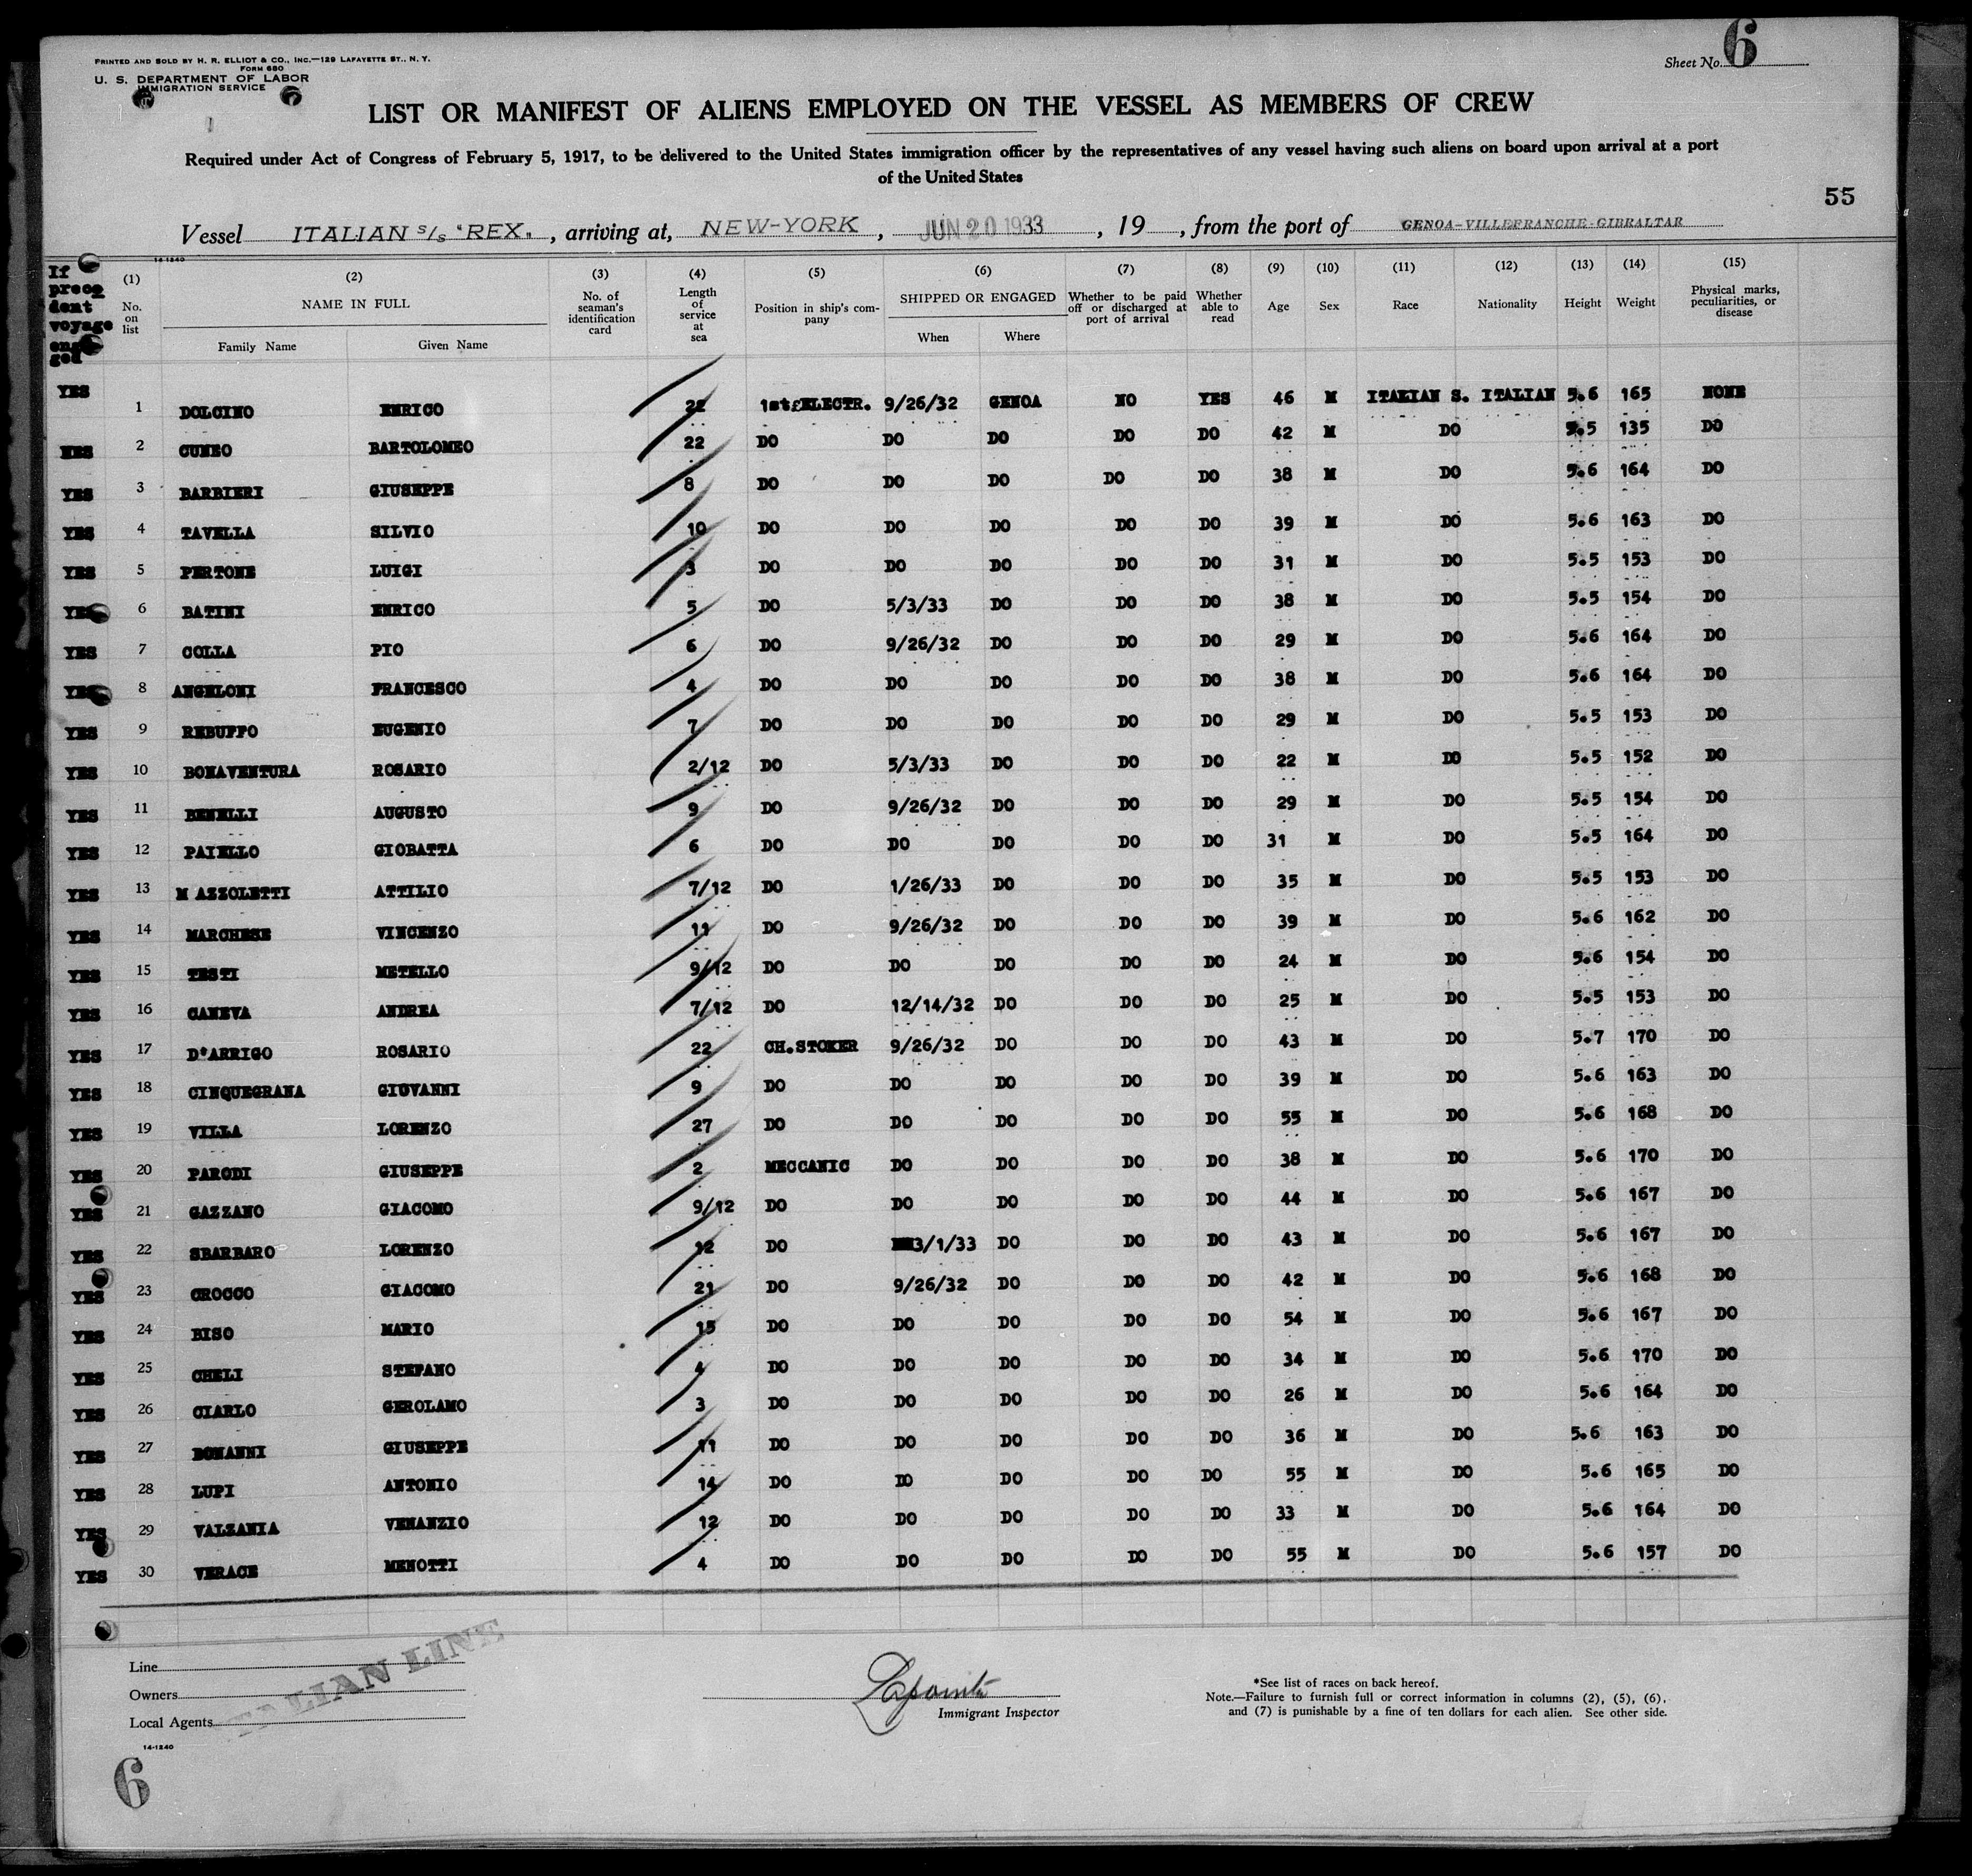 PRINTED AND SOLD BY H. R. ELLIOT & CO., INC.—129 LAFAYETTE ST., N. Y.
FORM 680
U. S. DEPARTMENT OF LABOR
IMMIGRATION SERVICE
Sheet No. 6
LIST OR MANIFEST OF ALIENS EMPLOYED ON THE VESSEL AS MEMBERS OF CREW
Required under Act of Congress of February 5, 1917, to be delivered to the United States immigration officer by the representatives of any vessel having such aliens on board upon arrival at a port
of the United States
55
Vessel ITALIAN S/S "REX" , arriving at, NEW-YORK , JUN 20 1933 , 19 , from the port of GENOA-VILLEFRANCHE-GIBRALTAR
14-1240
If prece dent voyage enga ged (1) No. on list (2) NAME IN FULL Family Name Given Name (3) No. of seaman's identification card (4) Length of service at sea (5) Position in ship's company (6) SHIPPED OR ENGAGED When Where (7) Whether to be paid off or discharged at port of arrival (8) Whether able to read (9) Age (10) Sex (11) Race (12) Nationality (13) Height (14) Weight (15) Physical marks, peculiarities, or disease
YES 1 DOLCINO ENRICO 22 1st ELECTR. 9/26/32 GENOA NO YES 46 M ITALIAN S. ITALIAN 5.6 165 NONE
YES 2 CUNEO BARTOLOMEO 22 DO DO DO DO DO 42 M DO 5.5 135 DO
YES 3 BARBIERI GIUSEPPE 8 DO DO DO DO DO 38 M DO 5.6 164 DO
YES 4 TAVELLA SILVIO 10 DO DO DO DO DO 39 M DO 5.6 163 DO
YES 5 PERTONE LUIGI 3 DO DO DO DO DO 31 M DO 5.5 153 DO
YES 6 BATINI ENRICO 5 DO 5/3/33 DO DO DO 38 M DO 5.5 154 DO
YES 7 COLLA PIO 6 DO 9/26/32 DO DO DO 29 M DO 5.6 164 DO
YES 8 ANGELONI FRANCESCO 4 DO DO DO DO DO 38 M DO 5.6 164 DO
YES 9 REBUFFO EUGENIO 7 DO DO DO DO DO 29 M DO 5.5 153 DO
YES 10 BONAVENTURA ROSARIO 2/12 DO 5/3/33 DO DO DO 22 M DO 5.5 152 DO
YES 11 BENELLI AUGUSTO 9 DO 9/26/32 DO DO DO 29 M DO 5.5 154 DO
YES 12 PAIELLO GIOBATTA 6 DO DO DO DO DO 31 M DO 5.5 164 DO
YES 13 M AZZOLETTI ATTILIO 7/12 DO 1/26/33 DO DO DO 35 M DO 5.5 153 DO
YES 14 MARCHESE VINCENZO 11 DO 9/26/32 DO DO DO 39 M DO 5.6 162 DO
YES 15 TESTI METELLO 9/12 DO DO DO DO DO 24 M DO 5.6 154 DO
YES 16 CANEVA ANDREA 7/12 DO 12/14/32 DO DO DO 25 M DO 5.5 153 DO
YES 17 D'ARRIGO ROSARIO 22 CH.STOKER 9/26/32 DO DO DO 43 M DO 5.7 170 DO
YES 18 CINQUEGRANA GIOVANNI 9 DO DO DO DO DO 39 M DO 5.6 163 DO
YES 19 VILLA LORENZO 27 DO DO DO DO DO 55 M DO 5.6 168 DO
YES 20 PARODI GIUSEPPE 2 MECCANIC DO DO DO DO 38 M DO 5.6 170 DO
YES 21 GAZZANO GIACOMO 9/12 DO DO DO DO DO 44 M DO 5.6 167 DO
YES 22 SBARBARO LORENZO 12 DO 3/1/33 DO DO DO 43 M DO 5.6 167 DO
YES 23 CROCCO GIACOMO 21 DO 9/26/32 DO DO DO 42 M DO 5.6 168 DO
YES 24 BISO MARIO 15 DO DO DO DO DO 54 M DO 5.6 167 DO
YES 25 CHELI STEFANO 4 DO DO DO DO DO 34 M DO 5.6 170 DO
YES 26 CIARLO GEROLAMO 3 DO DO DO DO DO 26 M DO 5.6 164 DO
YES 27 BONANNI GIUSEPPE 11 DO DO DO DO DO 36 M DO 5.6 163 DO
YES 28 LUPI ANTONIO 14 DO DO DO DO DO 55 M DO 5.6 165 DO
YES 29 VALZANIA VENANZIO 12 DO DO DO DO DO 33 M DO 5.6 164 DO
YES 30 VERACE MENOTTI 4 DO DO DO DO DO 55 M DO 5.6 157 DO
Line
Owners
Local Agents
ITALIAN LINE
Immigrant Inspector
*See list of races on back hereof.
Note.—Failure to furnish full or correct information in columns (2), (5), (6),
and (7) is punishable by a fine of ten dollars for each alien. See other side.
14-1240
6